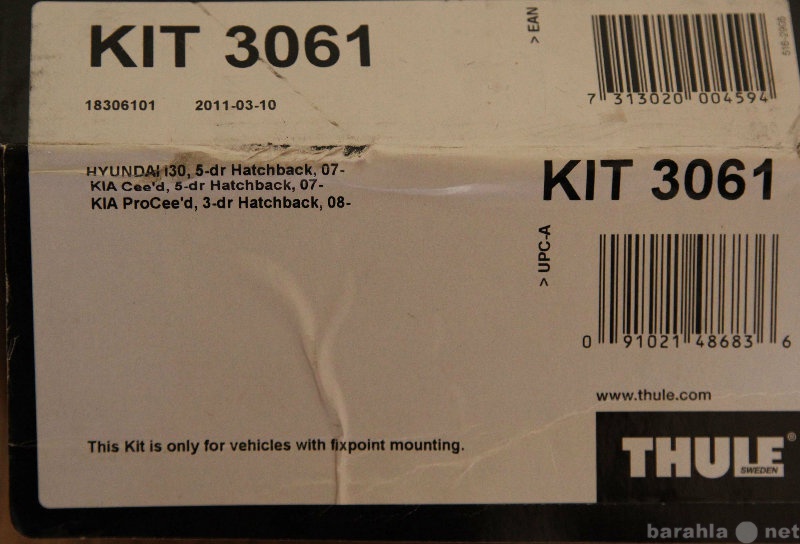 KIT 3061
> EAN
7 313020 004594
516-2905
18306101 2011-03-10
HYUNDAI i30, 5-dr Hatchback, 07-
KIA Cee'd, 5-dr Hatchback, 07-
KIA ProCee'd, 3-dr Hatchback, 08-
KIT 3061
> UPC-A
0 91021 48683 6
www.thule.com
This Kit is only for vehicles with fixpoint mounting.
THULE®
SWEDEN
barahla net